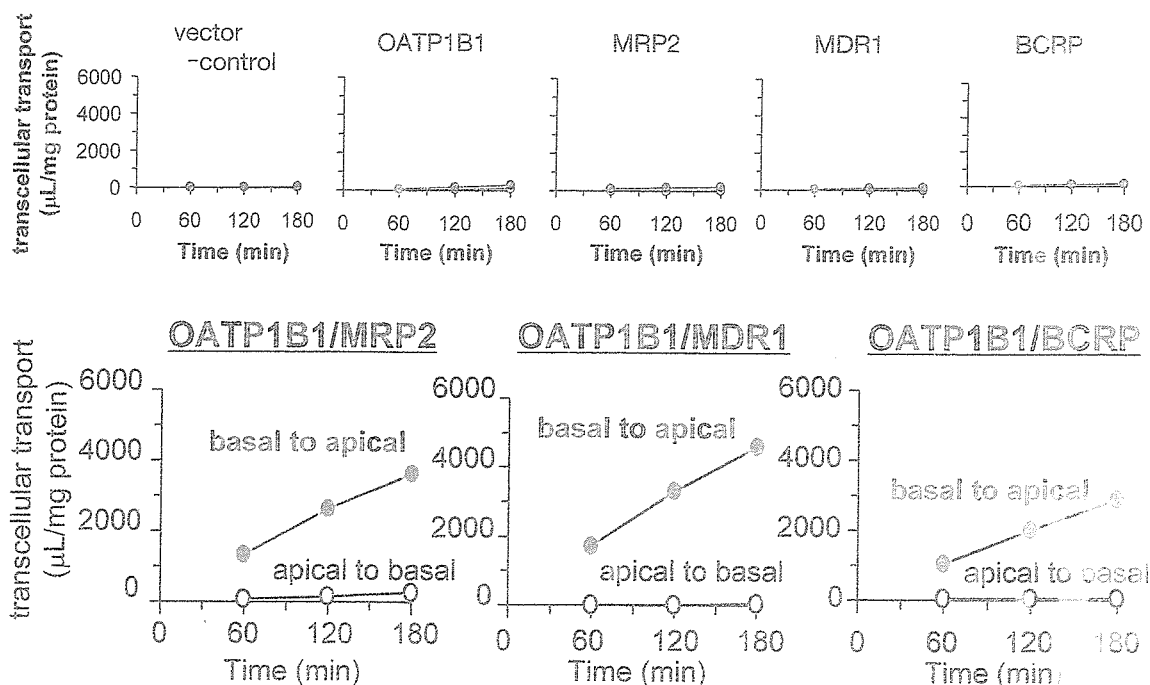 vector
-control
OATP1B1
MRP2
MDR1
BCRP
transcellular transport
(μL/mg protein)
6000
4000
2000
0
0 60 120 180
0 60 120 180
0 60 120 180
0 60 120 180
0 60 120 180
Time (min)
Time (min)
Time (min)
Time (min)
Time (min)
OATP1B1/MRP2
OATP1B1/MDR1
OATP1B1/BCRP
transcellular transport
(μL/mg protein)
6000
4000
2000
0
basal to apical
apical to basal
0 60 120 180
Time (min)
6000
4000
2000
0
basal to apical
apical to basal
0 60 120 180
Time (min)
6000
4000
2000
0
basal to apical
apical to basal
0 60 120 180
Time (min)